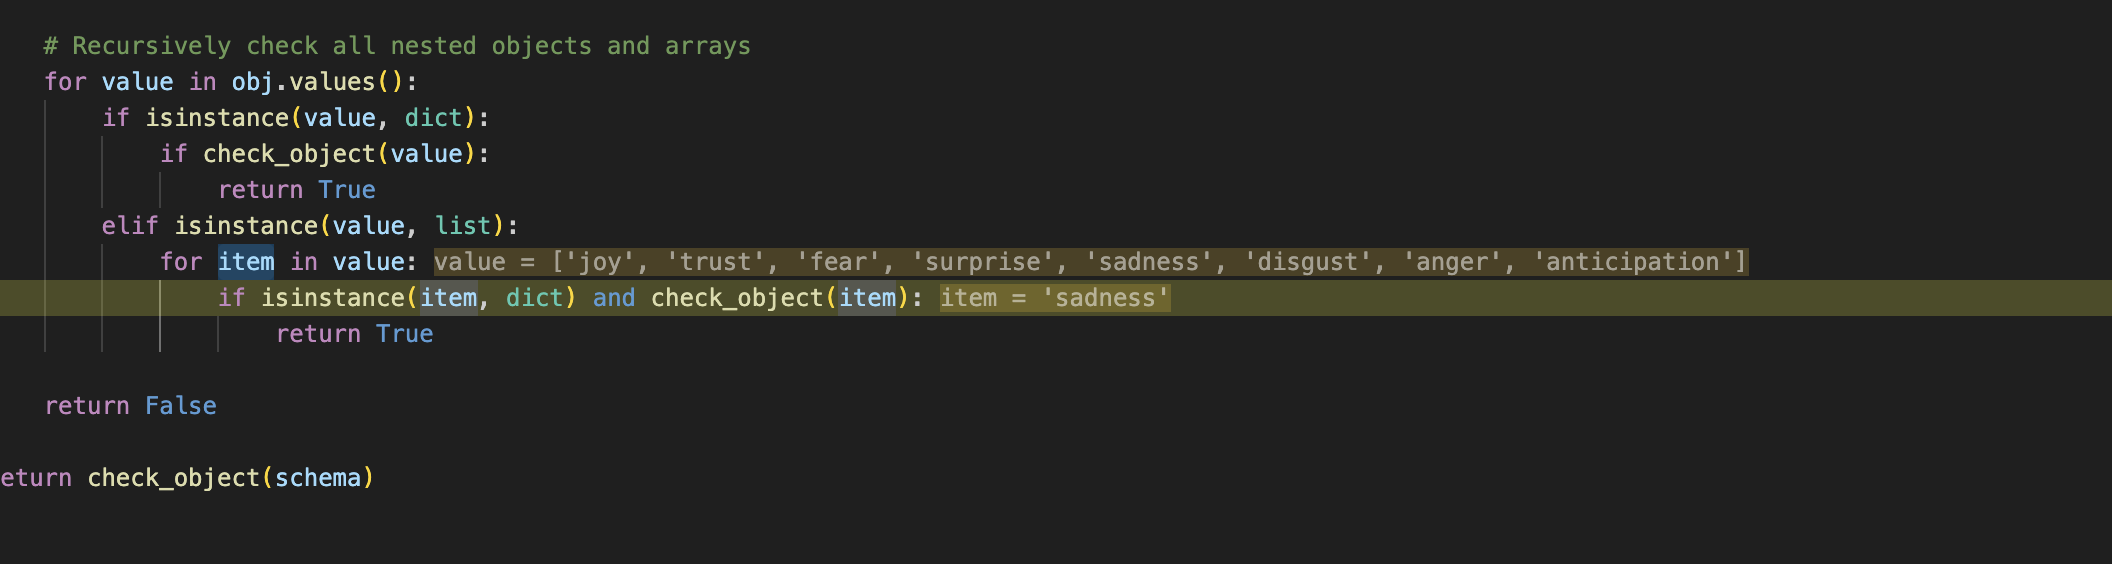 # Recursively check all nested objects and arrays
for value in obj.values():
if isinstance(value, dict):
if check_object(value):
return True
elif isinstance(value, list):
for item in value: value = ['joy', 'trust', 'fear', 'surprise', 'sadness', 'disgust', 'anger', 'anticipation']
if isinstance(item, dict) and check_object(item): item = 'sadness'
return True
return False
eturn check_object(schema)